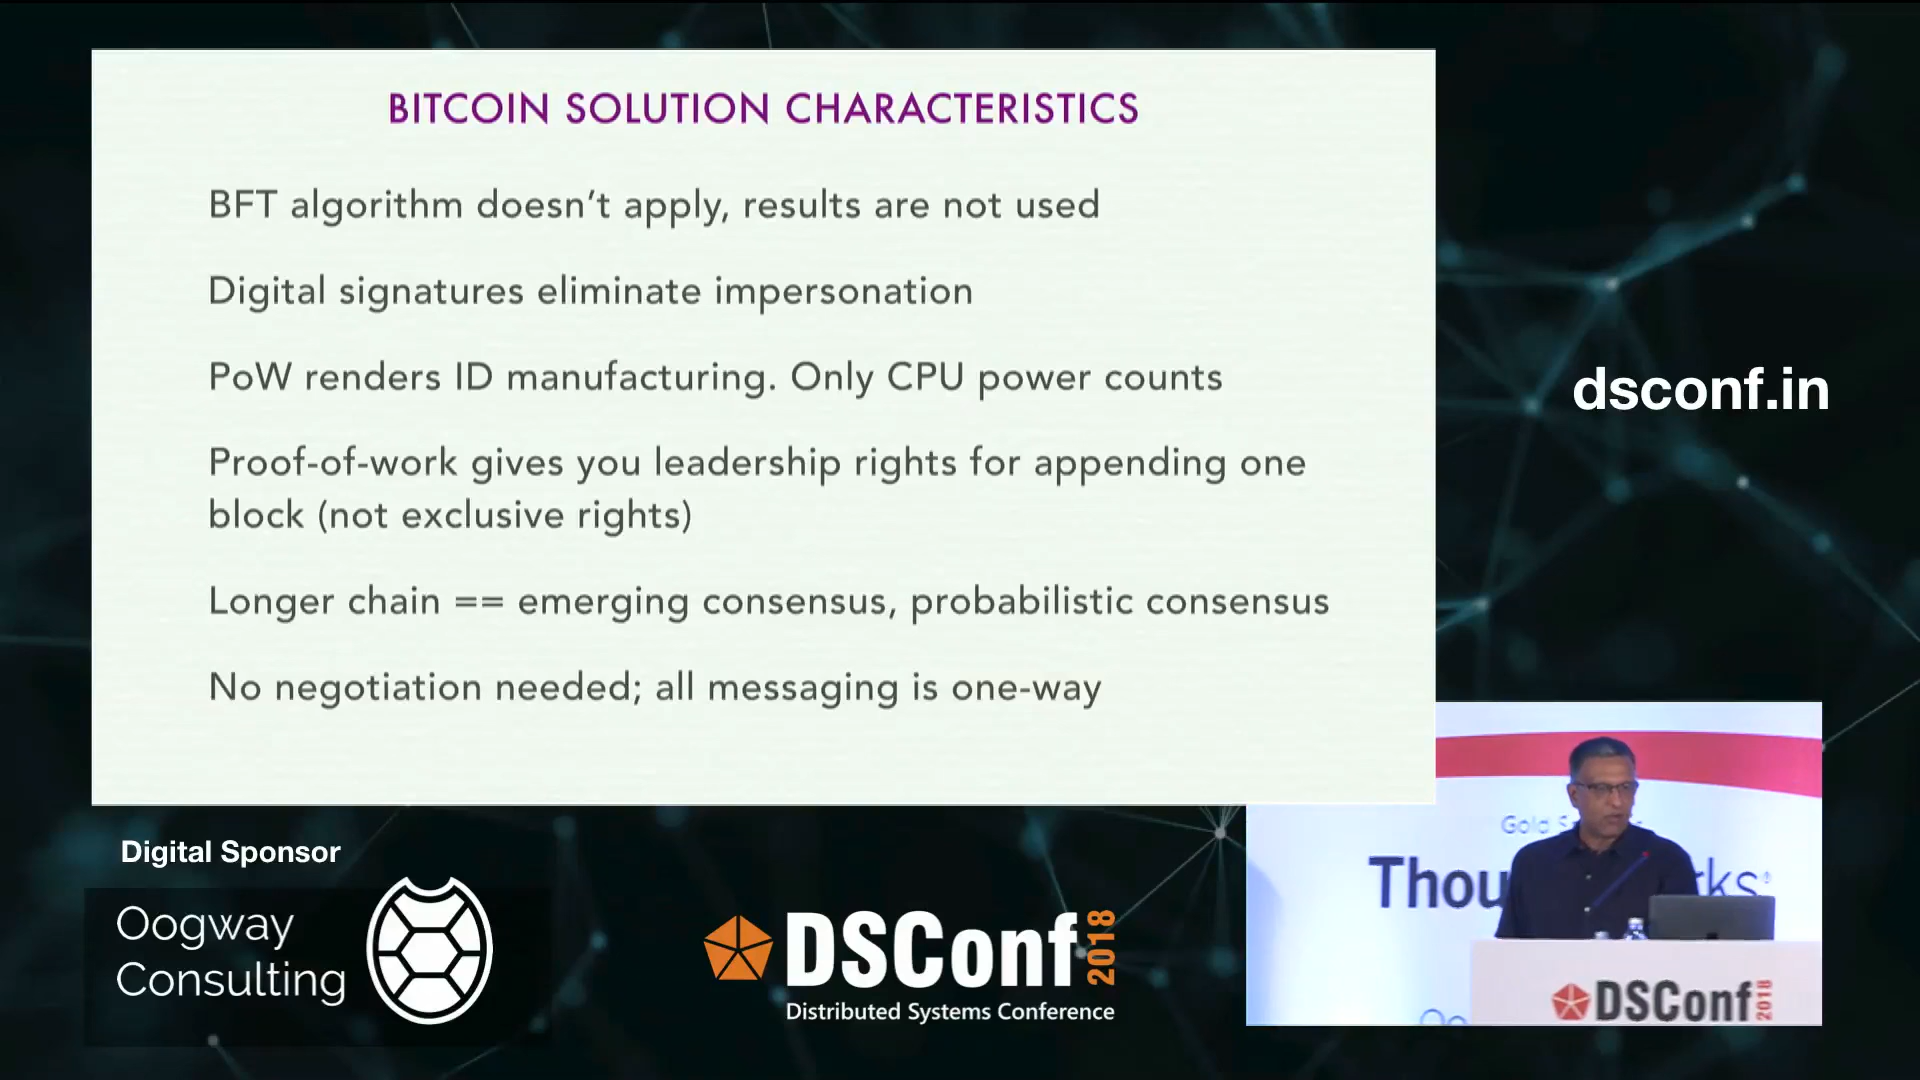 BITCOIN SOLUTION CHARACTERISTICS
BFT algorithm doesn’t apply, results are not used
Digital signatures eliminate impersonation
PoW renders ID manufacturing. Only CPU power counts
Proof-of-work gives you leadership rights for appending one
block (not exclusive rights)
Longer chain == emerging consensus, probabilistic consensus
No negotiation needed; all messaging is one-way
dsconf.in
Digital Sponsor
Oogway
Consulting
DSConf 2018
Distributed Systems Conference
Gold
Thou rks
DSConf 2018